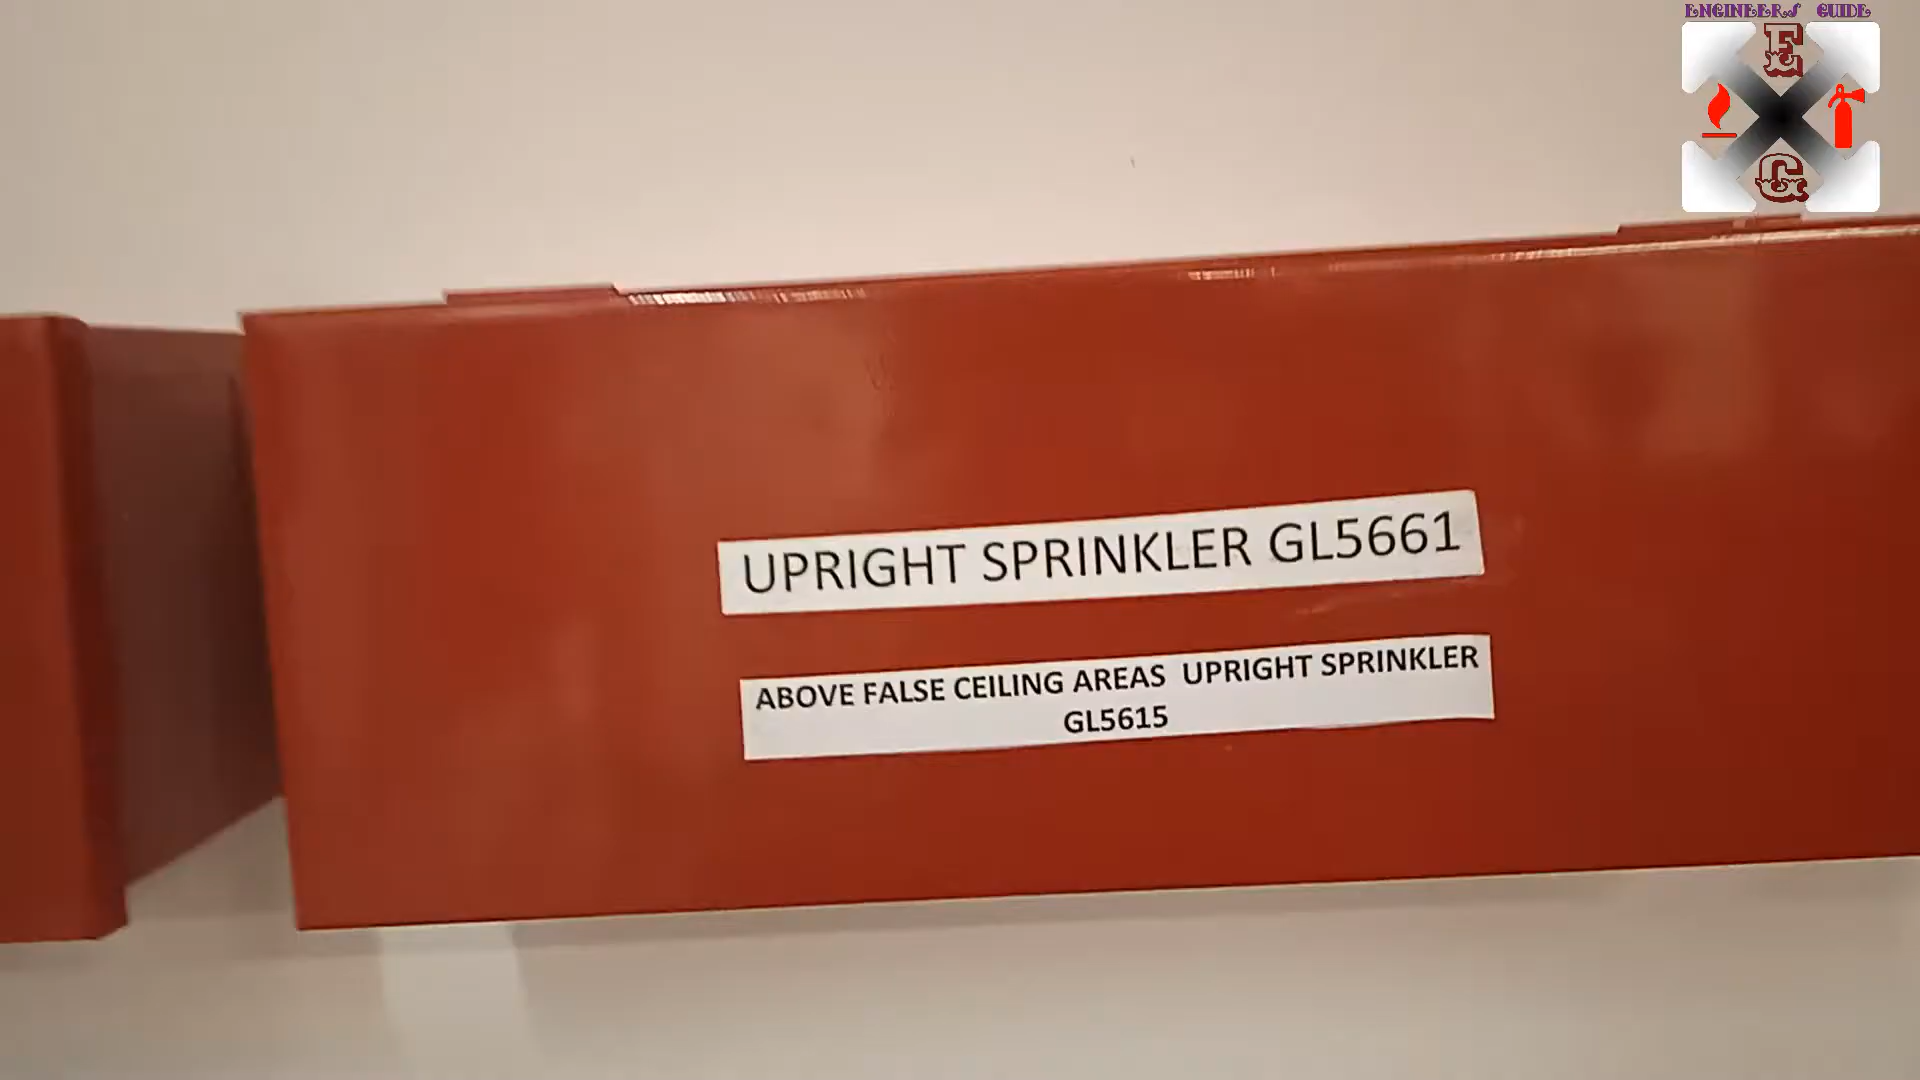 ENGINEERS GUIDE
E
G
UPRIGHT SPRINKLER GL5661
ABOVE FALSE CEILING AREAS UPRIGHT SPRINKLER
GL5615